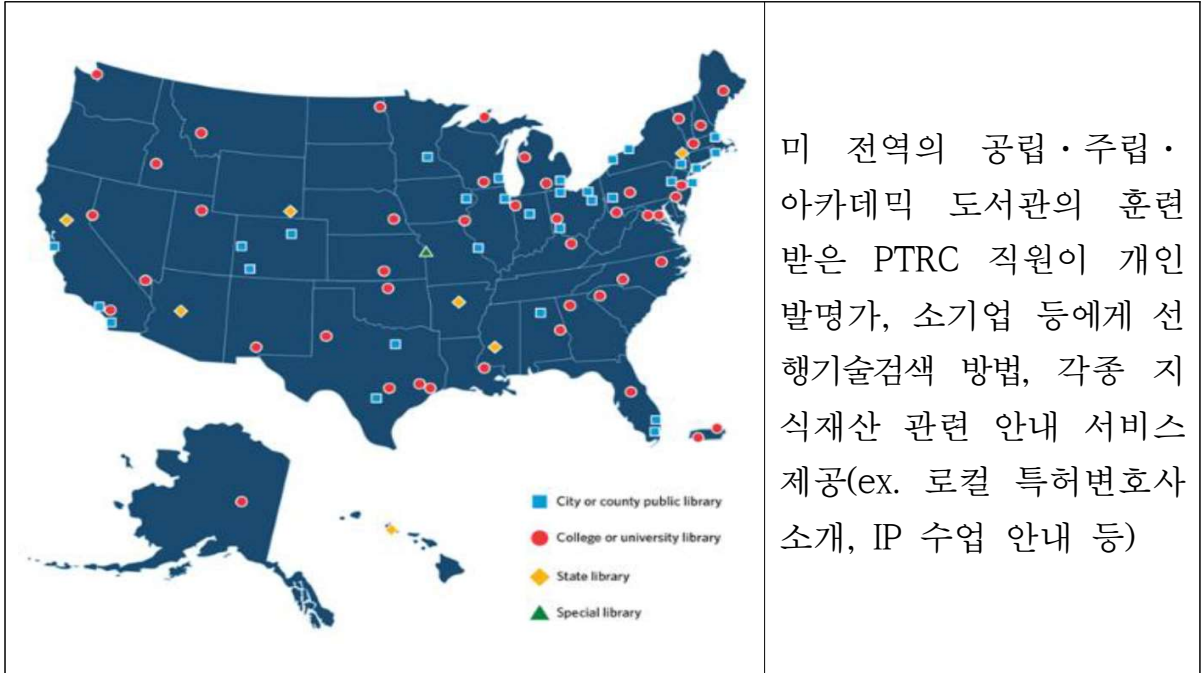 City or county public library
College or university library
State library
Special library
미 전역의 공립・주립・
아카데믹 도서관의 훈련
받은 PTRC 직원이 개인
발명가, 소기업 등에게 선
행기술검색 방법, 각종 지
식재산 관련 안내 서비스
제공(ex. 로컬 특허변호사
소개, IP 수업 안내 등)